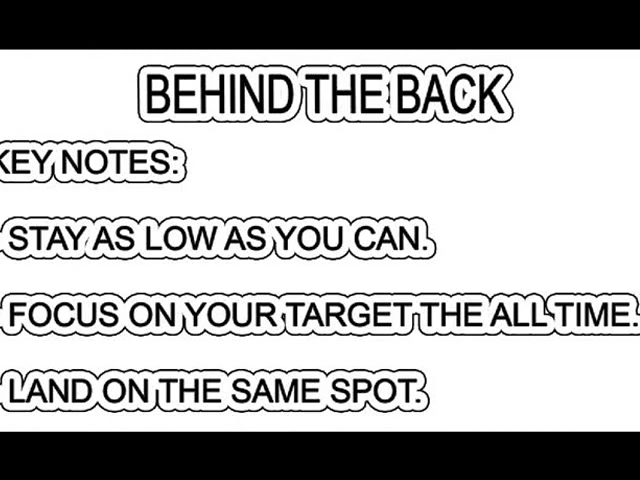 BEHIND THE BACK
KEY NOTES:
STAY AS LOW AS YOU CAN.
FOCUS ON YOUR TARGET THE ALL TIME.
LAND ON THE SAME SPOT.